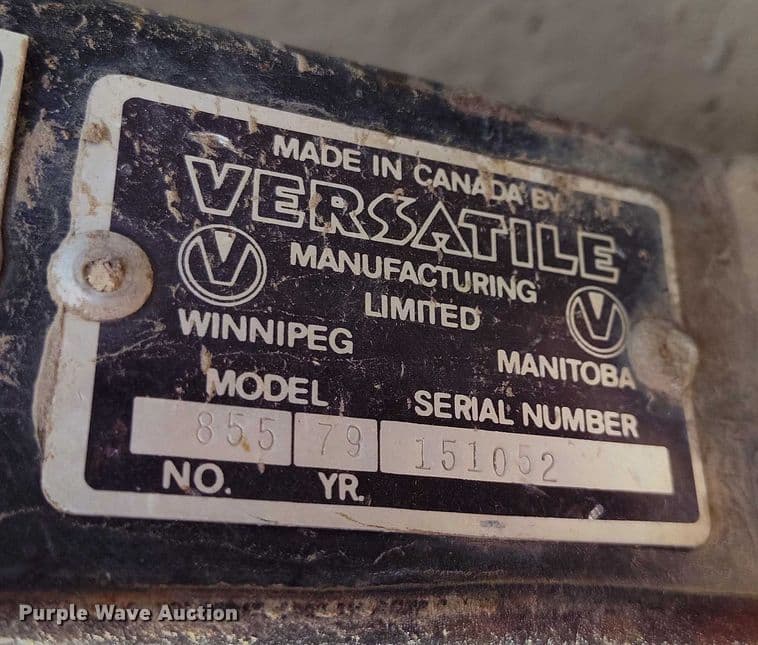 MADE IN CANADA BY
VERSATILE
MANUFACTURING
LIMITED
WINNIPEG
MANITOBA
MODEL
SERIAL NUMBER
855 79 151052
NO. YR.
Purple Wave Auction